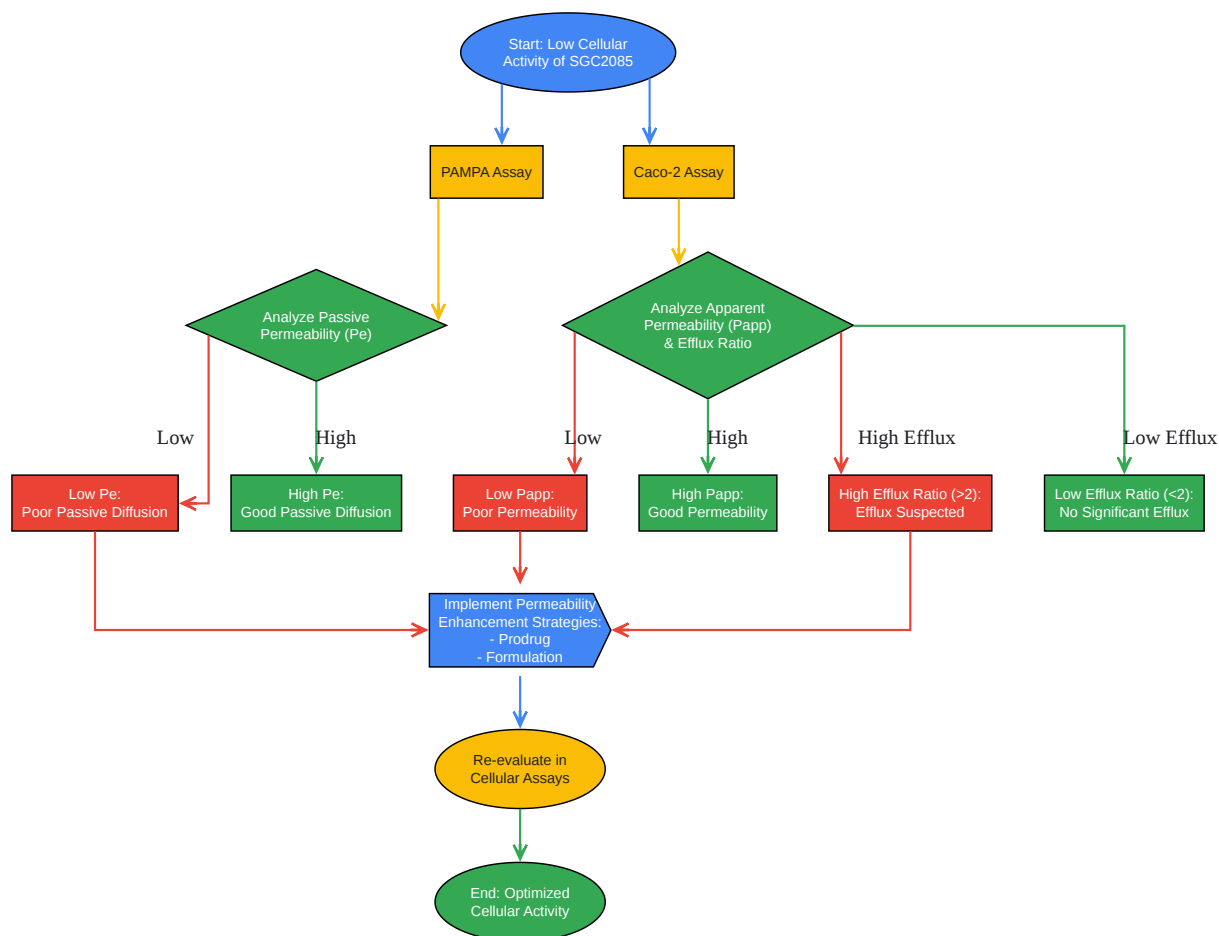 Start: Low Cellular
Activity of SGC2085
PAMPA Assay
Caco-2 Assay
Analyze Passive
Permeability (Pe)
Analyze Apparent
Permeability (Papp)
& Efflux Ratio
Low
High
Low
High
High Efflux
Low Efflux
Low Pe:
Poor Passive Diffusion
High Pe:
Good Passive Diffusion
Low Papp:
Poor Permeability
High Papp:
Good Permeability
High Efflux Ratio (>2):
Efflux Suspected
Low Efflux Ratio (<2):
No Significant Efflux
Implement Permeability
Enhancement Strategies:
- Prodrug
- Formulation
Re-evaluate in
Cellular Assays
End: Optimized
Cellular Activity